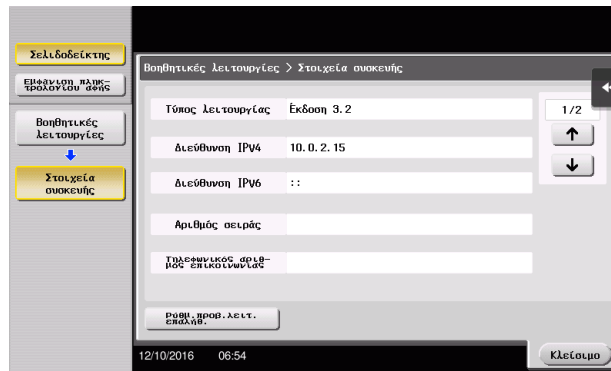 Σελιδοδείκτης
Εμφάνιση πληκ-
τρολογίου αφής
Βοηθητικές
λειτουργίες
Στοιχεία
συσκευής
Βοηθητικές λειτουργίες > Στοιχεία συσκευής
Τύπος λειτουργίας Έκδοση 3.2
1/2
Διεύθυνση IPV4 10.0.2.15
Διεύθυνση IPV6 ::
Αριθμός σειράς
Τηλεφωνικός αριθ-
μός επικοινωνίας
Ρύθμ.προβ.λειτ.
επαλήθ.
12/10/2016 06:54
Κλείσιμο